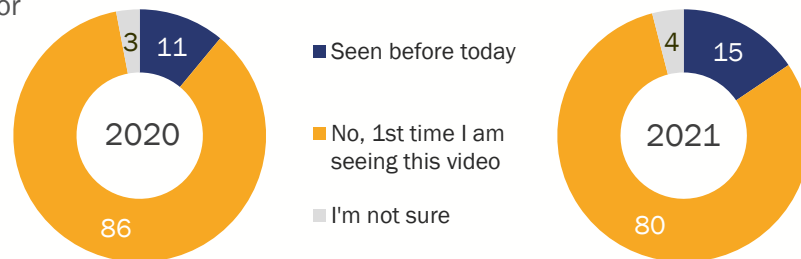 or
3
11
2020
86
Seen before today
No, 1st time I am
seeing this video
I'm not sure
4
15
2021
80